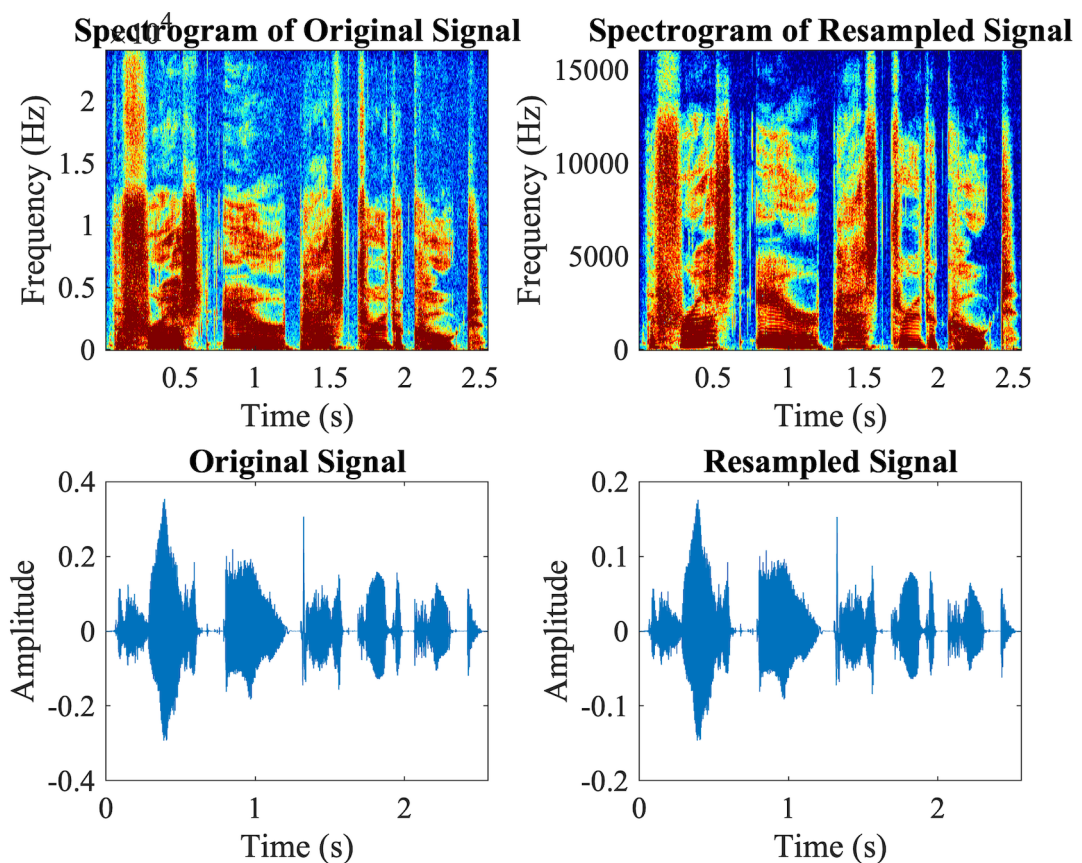 × 10⁴
Spectrogram of Original Signal
Frequency (Hz)
2
1.5
1
0.5
0
0.5 1 1.5 2 2.5
Time (s)
Spectrogram of Resampled Signal
Frequency (Hz)
15000
10000
5000
0
0.5 1 1.5 2 2.5
Time (s)
Original Signal
Amplitude
0.4
0.2
0
-0.2
-0.4
0 1 2
Time (s)
Resampled Signal
Amplitude
0.2
0.1
0
-0.1
-0.2
0 1 2
Time (s)